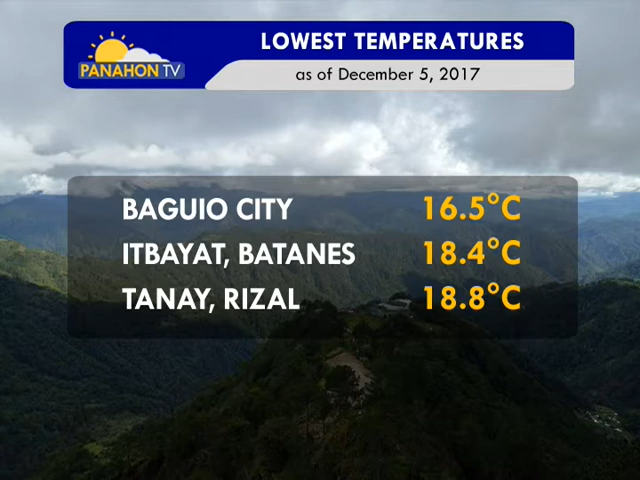 PANAHON TV
LOWEST TEMPERATURES
as of December 5, 2017
BAGUIO CITY 16.5°C
ITBAYAT, BATANES 18.4°C
TANAY, RIZAL 18.8°C